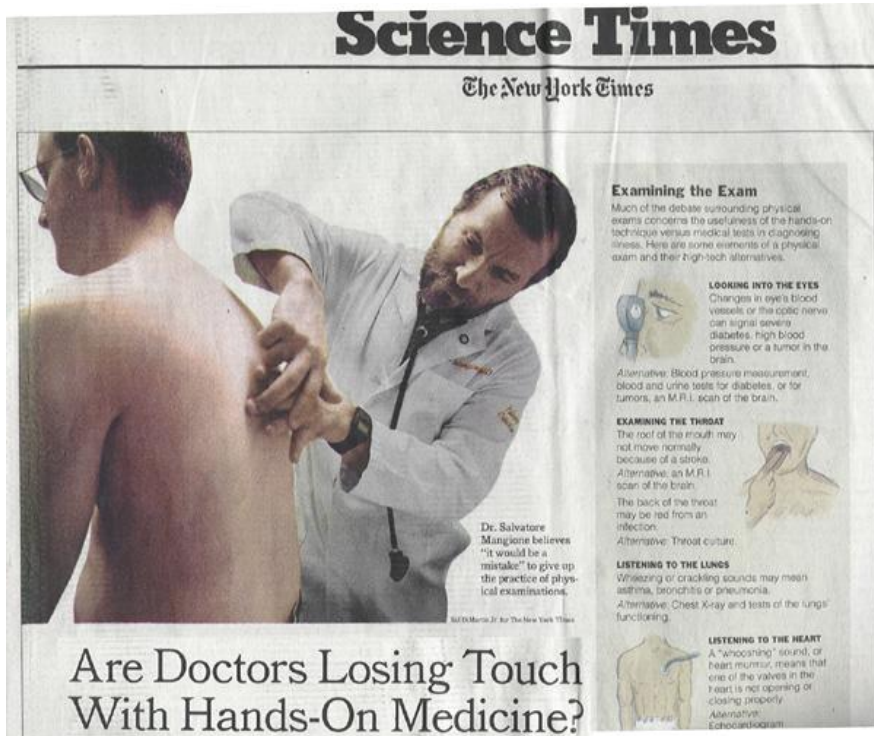 Science Times
The New York Times
Dr. Salvatore
Mangione believes
"it would be a
mistake" to give up
the practice of phys-
ical examinations.
Sal DiMarco Jr. for The New York Times
Are Doctors Losing Touch
With Hands-On Medicine?
Examining the Exam
Much of the debate surrounding physical
exams concerns the usefulness of the hands-on
technique versus medical tests in diagnosing
illness. Here are some elements of a physical
exam and their high-tech alternatives.
LOOKING INTO THE EYES
Changes in eye's blood
vessels or the optic nerve
can signal severe
diabetes, high blood
pressure or a tumor in the
brain.
Alternative: Blood pressure measurement,
blood and urine tests for diabetes, or for
tumors, an M.R.I. scan of the brain.
EXAMINING THE THROAT
The roof of the mouth may
not move normally
because of a stroke.
Alternative: an M.R.I.
scan of the brain.
The back of the throat
may be red from an
infection.
Alternative: Throat culture.
LISTENING TO THE LUNGS
Wheezing or crackling sounds may mean
asthma, bronchitis or pneumonia.
Alternative: Chest X-ray and tests of the lungs'
functioning.
LISTENING TO THE HEART
A "whooshing" sound, or
heart murmur, means that
one of the valves in the
heart is not opening or
closing properly.
Alternative:
Echocardiogram